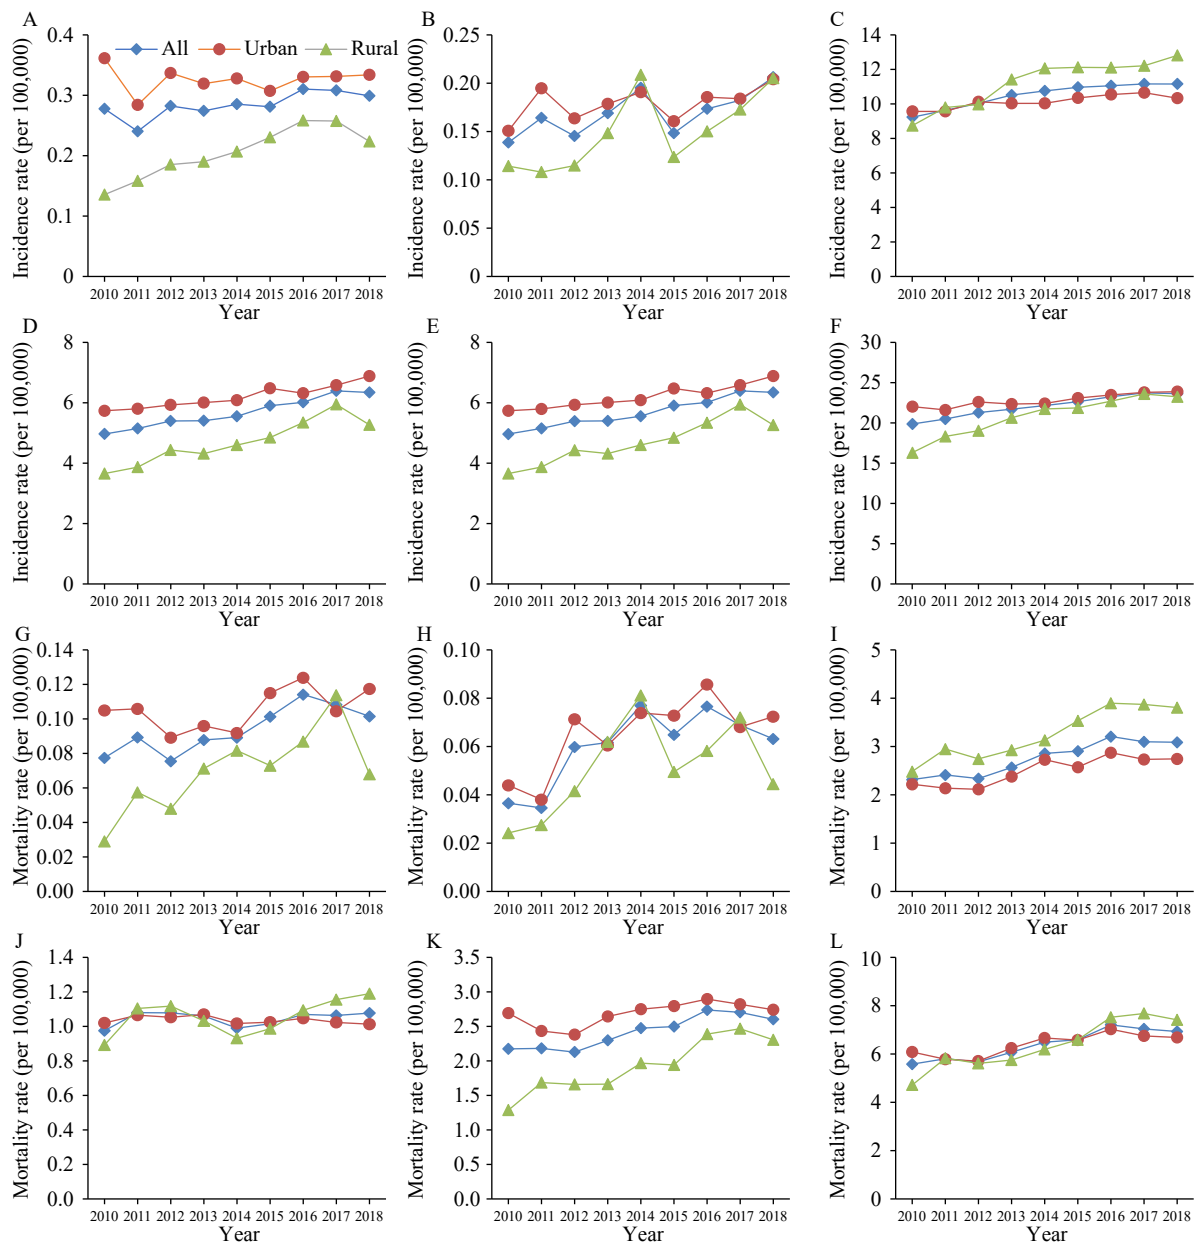 A
Incidence rate (per 100,000)
0.4
0.3
0.2
0.1
0
All
Urban
Rural
2010 2011 2012 2013 2014 2015 2016 2017 2018
Year
B
Incidence rate (per 100,000)
0.25
0.20
0.15
0.10
0.05
0
2010 2011 2012 2013 2014 2015 2016 2017 2018
Year
C
Incidence rate (per 100,000)
14
12
10
8
6
4
2
0
2010 2011 2012 2013 2014 2015 2016 2017 2018
Year
D
Incidence rate (per 100,000)
8
6
4
2
0
2010 2011 2012 2013 2014 2015 2016 2017 2018
Year
E
Incidence rate (per 100,000)
8
6
4
2
0
2010 2011 2012 2013 2014 2015 2016 2017 2018
Year
F
Incidence rate (per 100,000)
30
25
20
15
10
5
0
2010 2011 2012 2013 2014 2015 2016 2017 2018
Year
G
Mortality rate (per 100,000)
0.14
0.12
0.10
0.08
0.06
0.04
0.02
0.00
2010 2011 2012 2013 2014 2015 2016 2017 2018
Year
H
Mortality rate (per 100,000)
0.10
0.08
0.06
0.04
0.02
0.00
2010 2011 2012 2013 2014 2015 2016 2017 2018
Year
I
Mortality rate (per 100,000)
5
4
3
2
1
0
2010 2011 2012 2013 2014 2015 2016 2017 2018
Year
J
Mortality rate (per 100,000)
1.4
1.2
1.0
0.8
0.6
0.4
0.2
0.0
2010 2011 2012 2013 2014 2015 2016 2017 2018
Year
K
Mortality rate (per 100,000)
3.5
3.0
2.5
2.0
1.5
1.0
0.5
0.0
2010 2011 2012 2013 2014 2015 2016 2017 2018
Year
L
Mortality rate (per 100,000)
10
8
6
4
2
0
2010 2011 2012 2013 2014 2015 2016 2017 2018
Year